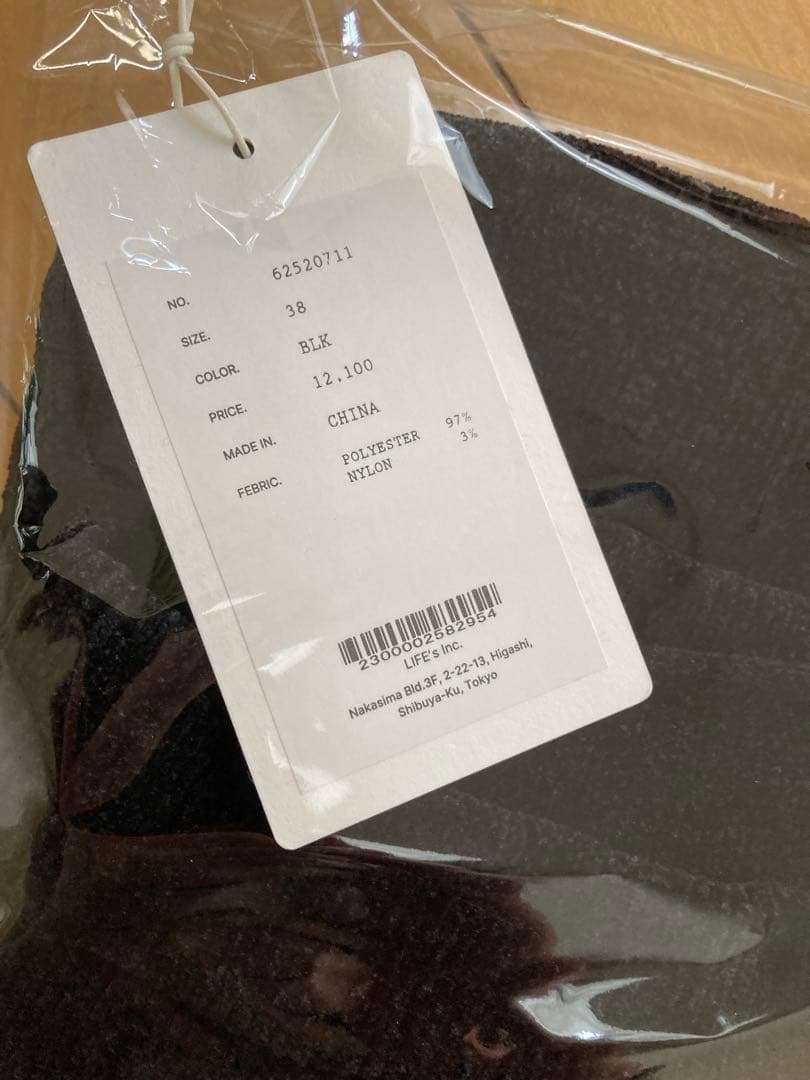 NO. 62520711
SIZE. 38
COLOR. BLK
PRICE. 12,100
MADE IN. CHINA
FEBRIC. POLYESTER 97%
NYLON 3%
2300002582954
LIFE's Inc.
Nakasima Bld.3F, 2-22-13, Higashi,
Shibuya-Ku, Tokyo